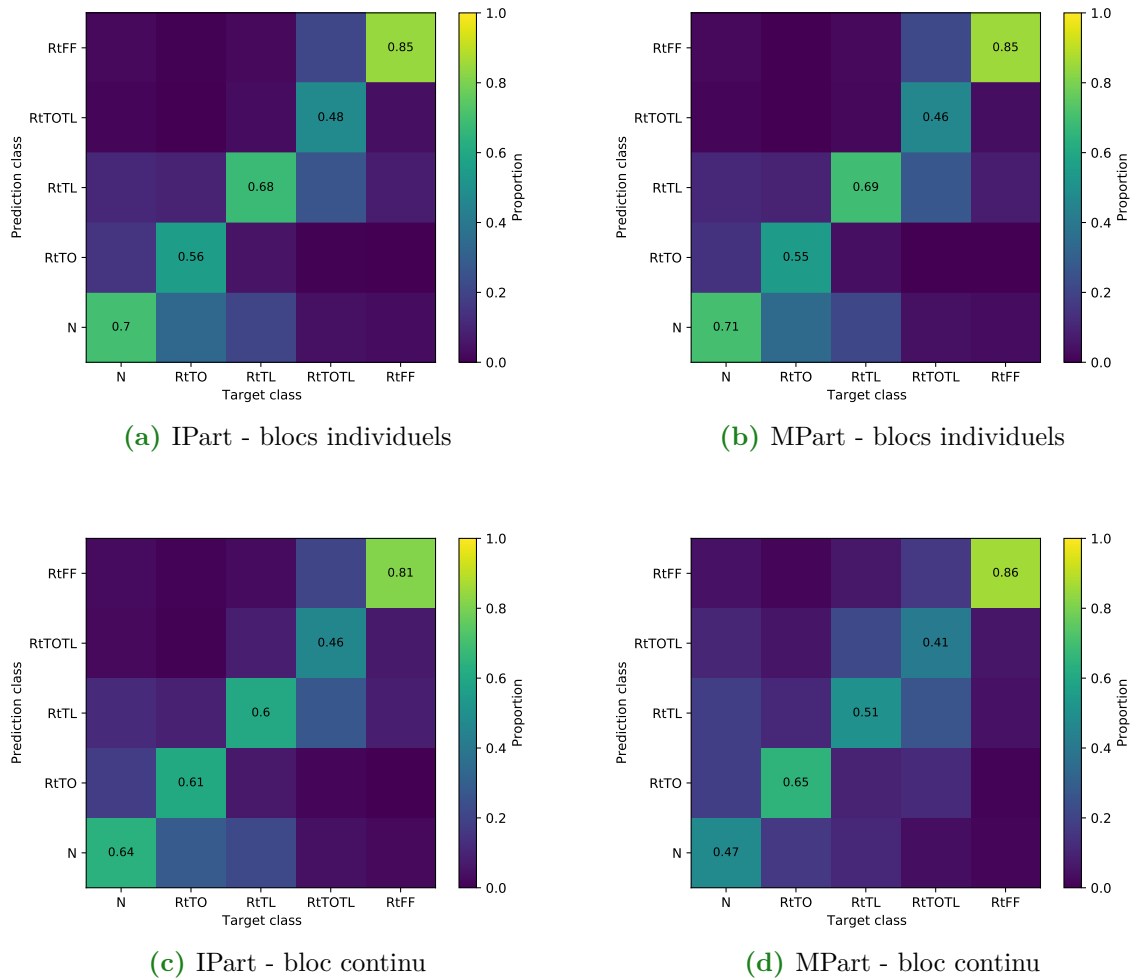 RtFF
RtTOTL
RtTL
RtTO
N
Prediction class
0.85
0.48
0.68
0.56
0.7
N RtTO RtTL RtTOTL RtFF
Target class
1.0
0.8
0.6
0.4
0.2
0.0
Proportion
(a) IPart - blocs individuels
RtFF
RtTOTL
RtTL
RtTO
N
Prediction class
0.85
0.46
0.69
0.55
0.71
N RtTO RtTL RtTOTL RtFF
Target class
1.0
0.8
0.6
0.4
0.2
0.0
Proportion
(b) MPart - blocs individuels
RtFF
RtTOTL
RtTL
RtTO
N
Prediction class
0.81
0.46
0.6
0.61
0.64
N RtTO RtTL RtTOTL RtFF
Target class
1.0
0.8
0.6
0.4
0.2
0.0
Proportion
(c) IPart - bloc continu
RtFF
RtTOTL
RtTL
RtTO
N
Prediction class
0.86
0.41
0.51
0.65
0.47
N RtTO RtTL RtTOTL RtFF
Target class
1.0
0.8
0.6
0.4
0.2
0.0
Proportion
(d) MPart - bloc continu